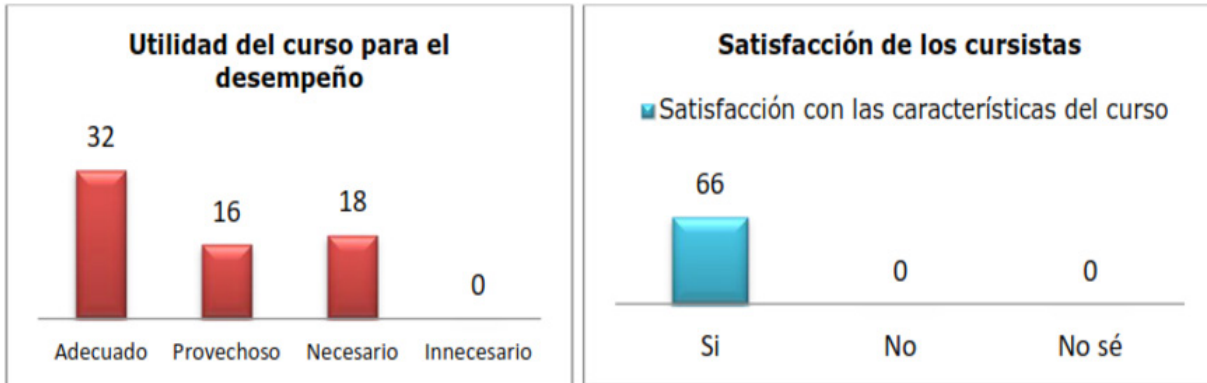 Utilidad del curso para el
desempeño
32
16
18
0
Adecuado Provechoso Necesario Innecesario
Satisfacción de los cursistas
Satisfacción con las características del curso
66
0
0
Si No No sé